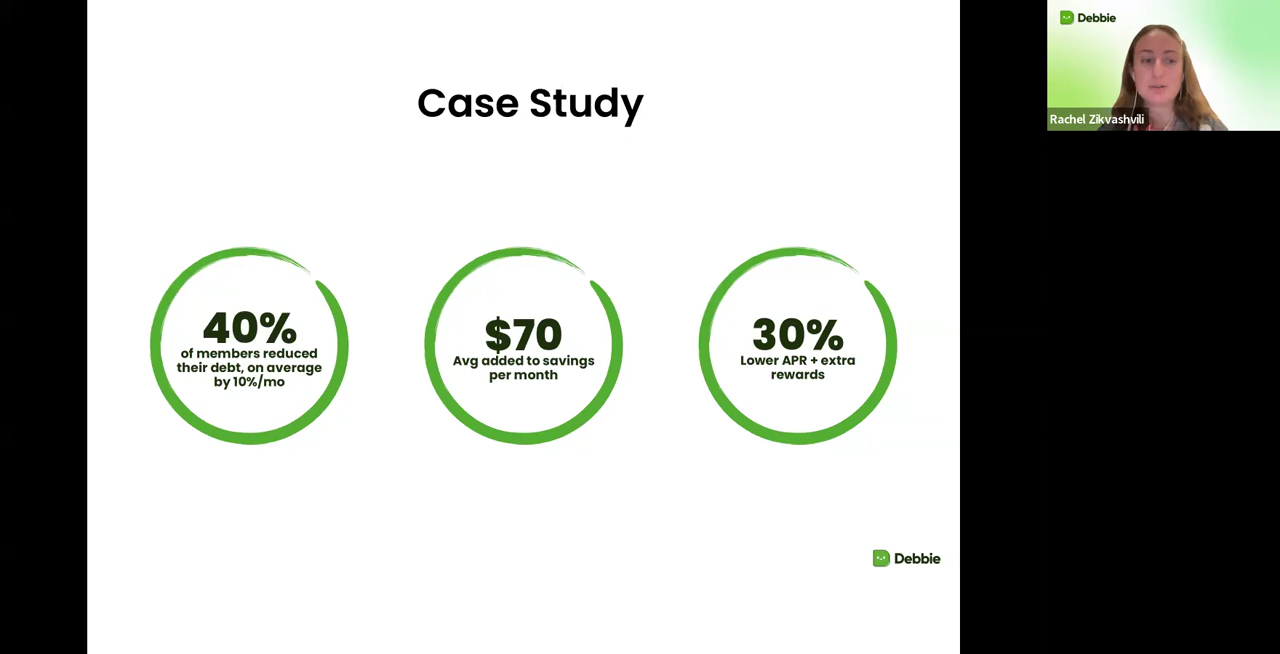 Case Study
40%
of members reduced
their debt, on average
by 10%/mo
$70
Avg added to savings
per month
30%
Lower APR + extra
rewards
Debbie
Debbie
Rachel Zikvashvili